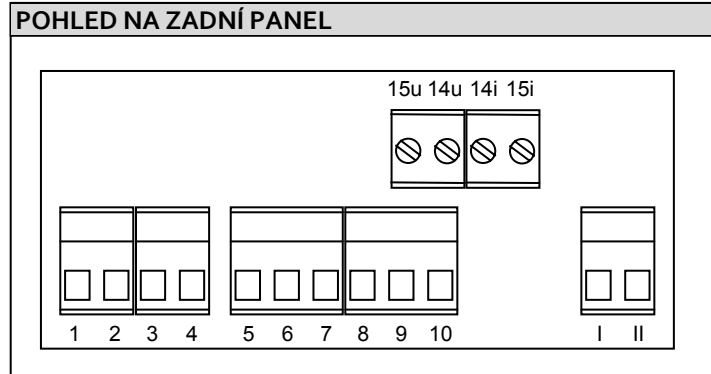 POHLED NA ZADNÍ PANEL
15u 14u 14i 15i
1 2 3 4 5 6 7 8 9 10 I II